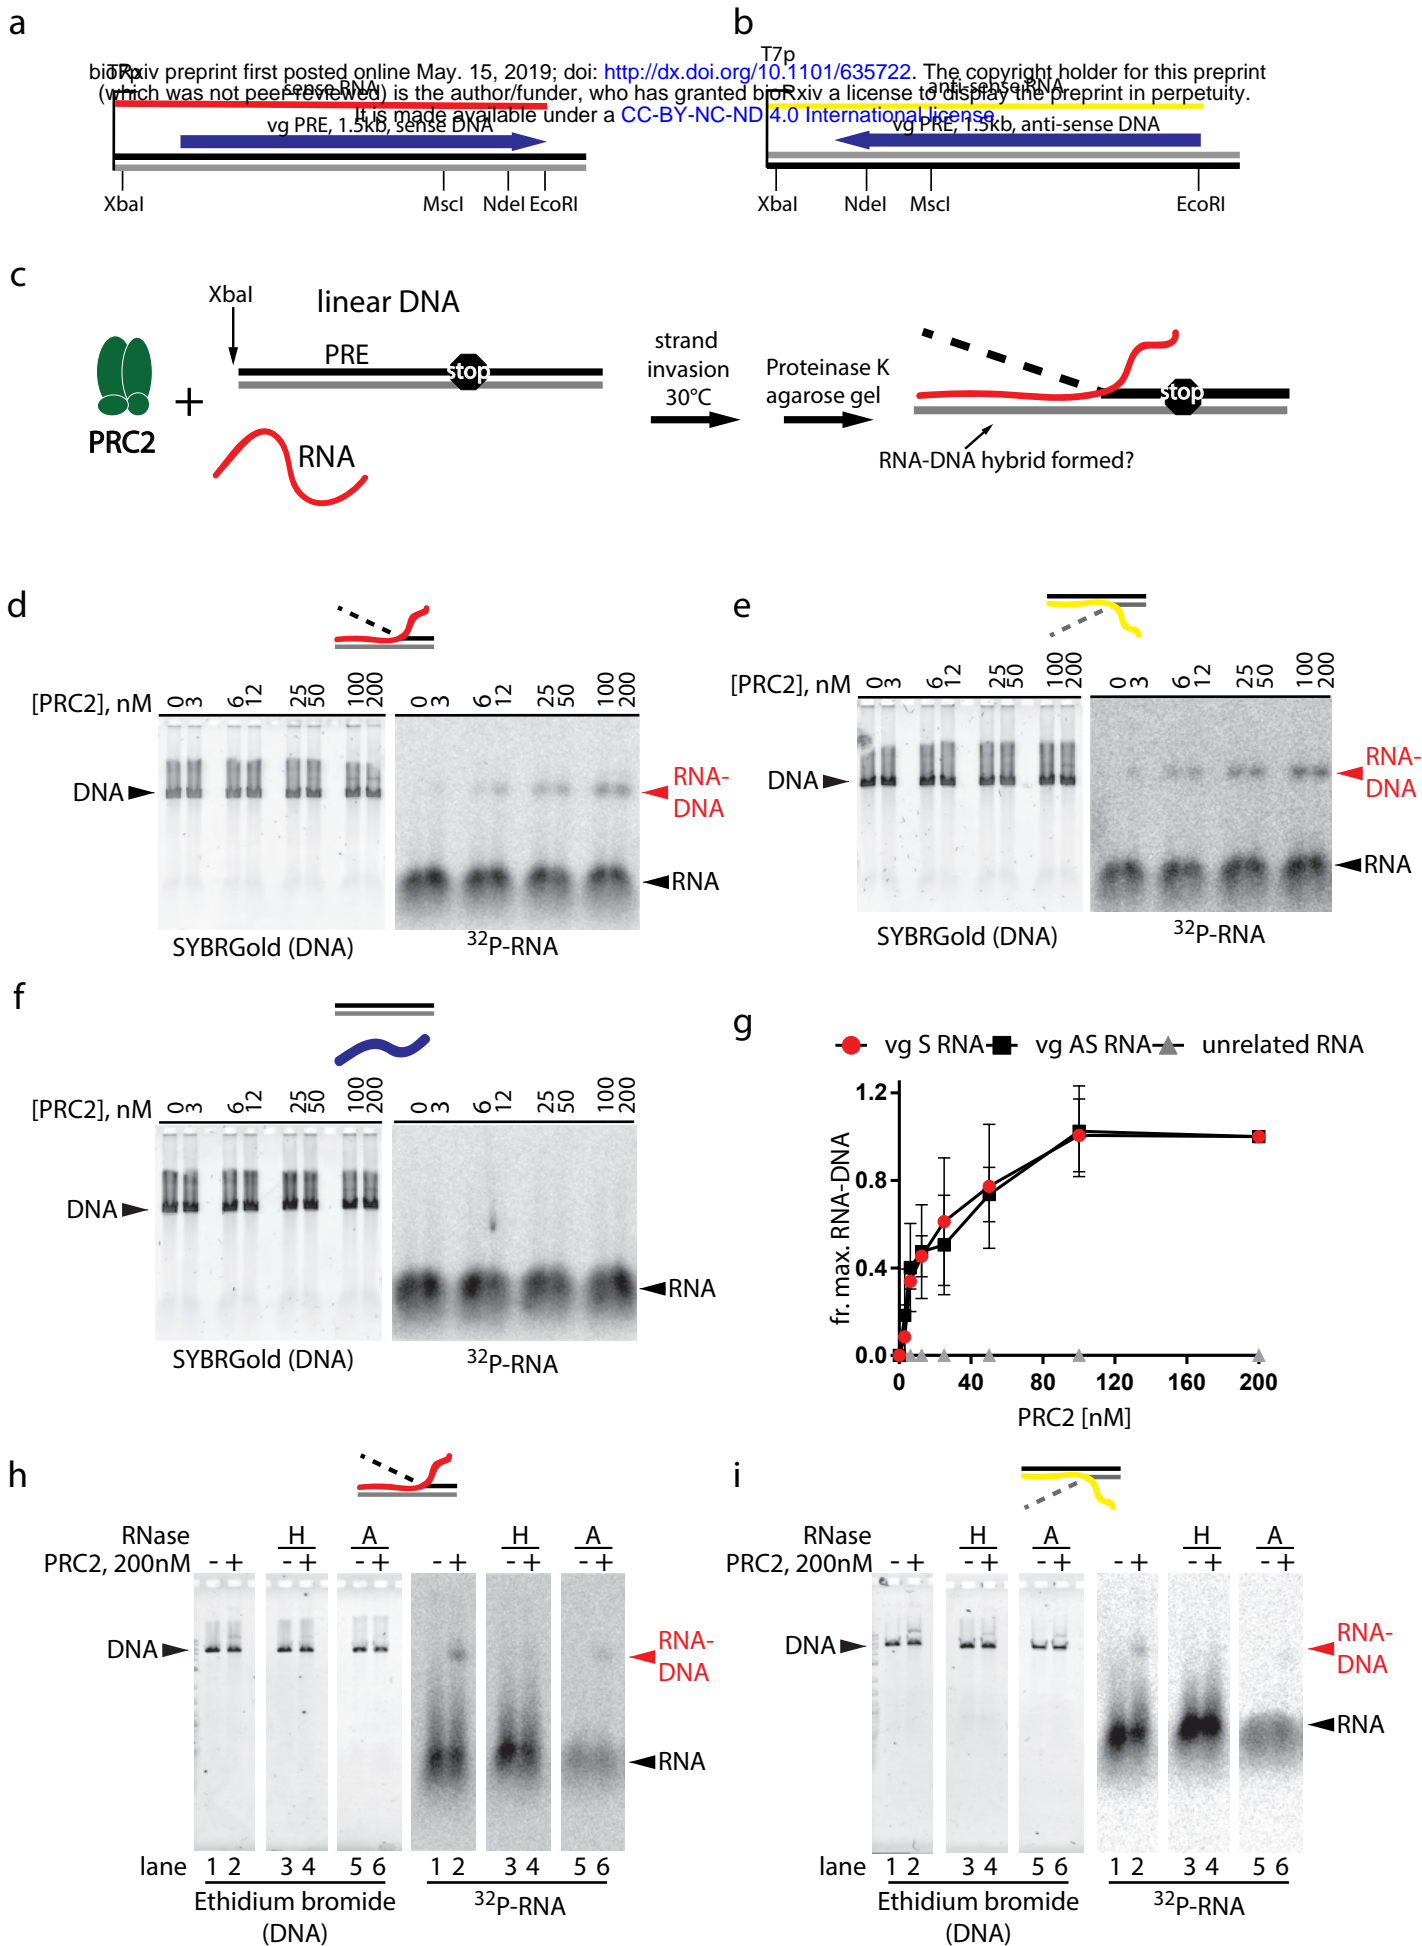 a
b
T7p
T7p
bioRxiv preprint first posted online May. 15, 2019; doi: http://dx.doi.org/10.1101/635722. The copyright holder for this preprint
(which was not peer-reviewed) is the author/funder, who has granted bioRxiv a license to display the preprint in perpetuity.
It is made available under a CC-BY-NC-ND 4.0 International license.
sense RNA
anti-sense RNA
vg PRE, 1.5kb, sense DNA
vg PRE, 1.5kb, anti-sense DNA
XbaI MscI NdeI EcoRI
XbaI NdeI MscI EcoRI
c
XbaI
linear DNA
PRE
stop
PRC2
+
RNA
strand
invasion
30°C
Proteinase K
agarose gel
stop
RNA-DNA hybrid formed?
d
[PRC2], nM 0 3 6 12 25 50 100 200 0 3 6 12 25 50 100 200
DNA
RNA-
DNA
RNA
SYBRGold (DNA)
32P-RNA
e
[PRC2], nM 0 3 6 12 25 50 100 200 0 3 6 12 25 50 100 200
DNA
RNA-
DNA
RNA
SYBRGold (DNA)
32P-RNA
f
[PRC2], nM 0 3 6 12 25 50 100 200 0 3 6 12 25 50 100 200
DNA
RNA
SYBRGold (DNA)
32P-RNA
g
vg S RNA vg AS RNA unrelated RNA
fr. max. RNA-DNA
1.2
0.8
0.4
0.0
0 40 80 120 160 200
PRC2 [nM]
h
RNase H A H A
PRC2, 200nM - + - + - + - + - + - +
DNA
RNA-
DNA
RNA
lane 1 2 3 4 5 6 1 2 3 4 5 6
Ethidium bromide
(DNA)
32P-RNA
i
RNase H A H A
PRC2, 200nM - + - + - + - + - + - +
DNA
RNA-
DNA
RNA
lane 1 2 3 4 5 6 1 2 3 4 5 6
Ethidium bromide
(DNA)
32P-RNA